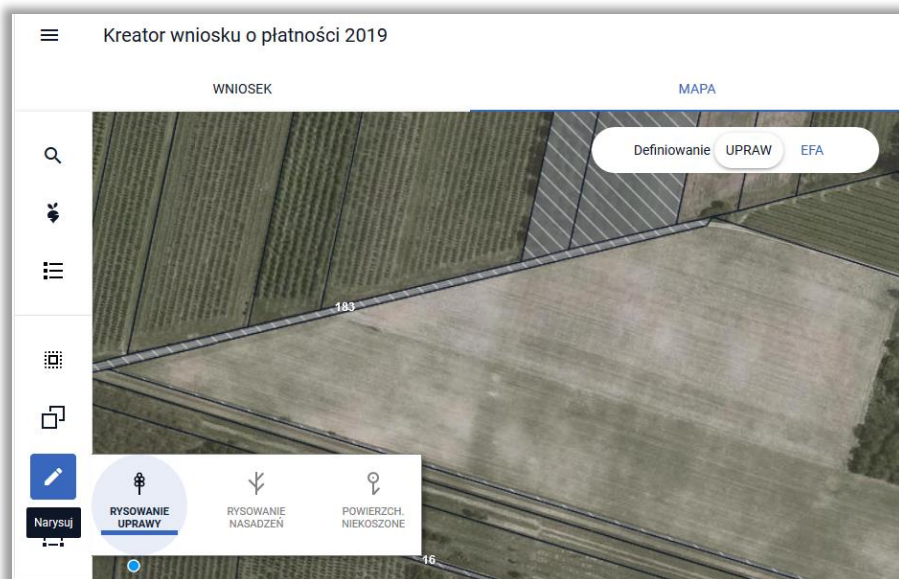 Kreator wniosku o płatności 2019
WNIOSEK
MAPA
Definiowanie UPRAW EFA
183
RYSOWANIE
UPRAWY
RYSOWANIE
NASADZEŃ
POWIERZCH.
NIEKOSZONE
Narysuj
16